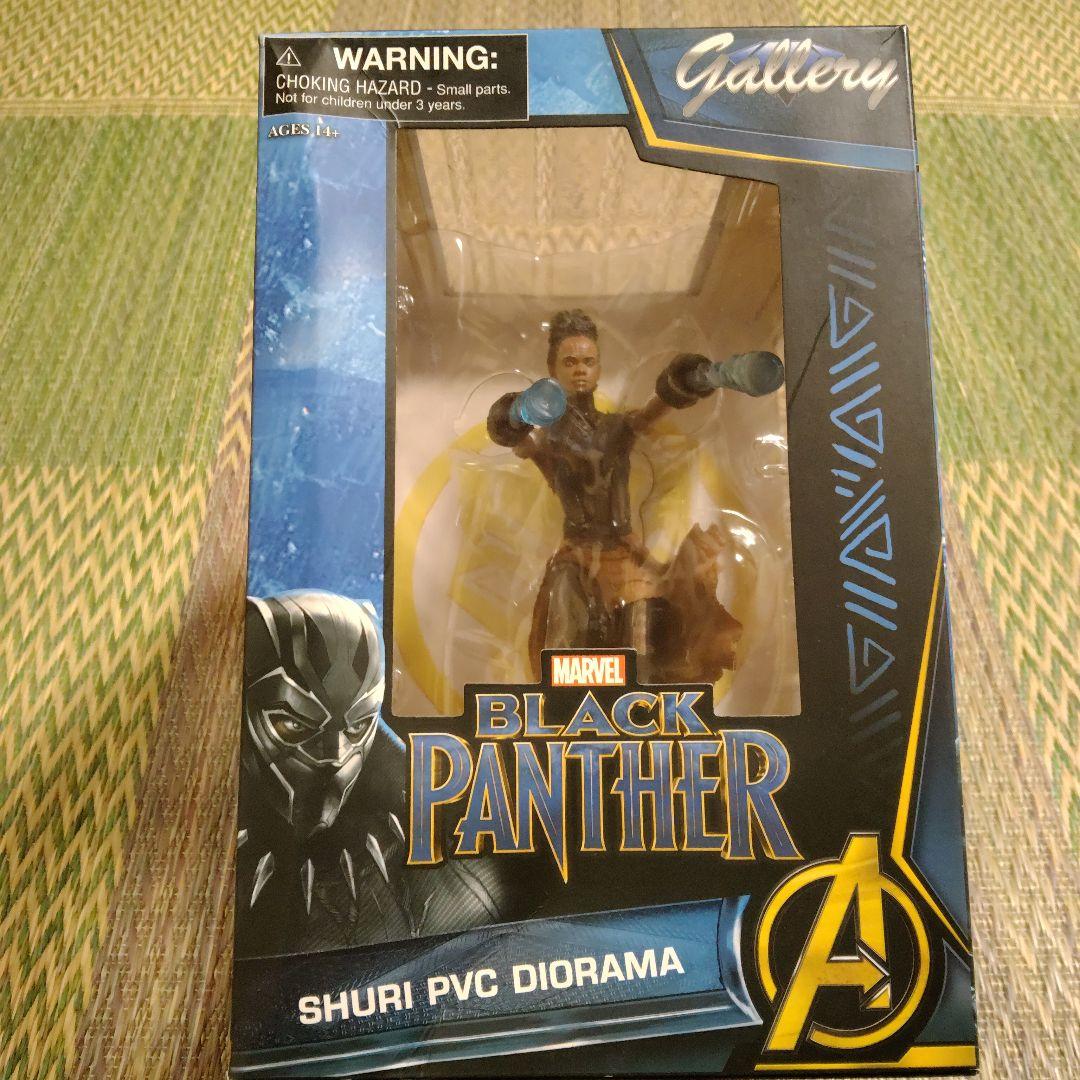 WARNING:
CHOKING HAZARD - Small parts.
Not for children under 3 years.
AGES 14+
Gallery
MARVEL
BLACK
PANTHER
SHURI PVC DIORAMA